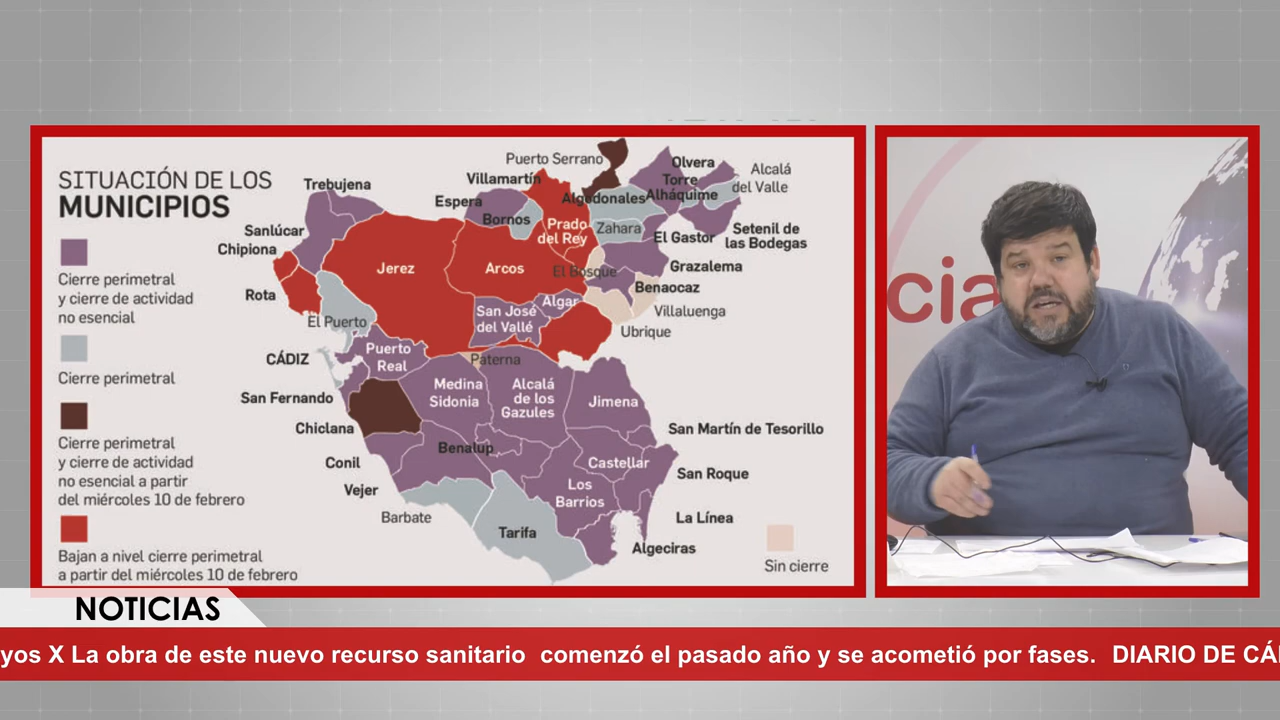 SITUACIÓN DE LOS
MUNICIPIOS
Cierre perimetral
y cierre de actividad
no esencial
Cierre perimetral
Cierre perimetral
y cierre de actividad
no esencial a partir
del miércoles 10 de febrero
Bajan a nivel cierre perimetral
a partir del miércoles 10 de febrero
Puerto Serrano
Olvera
Alcalá
del Valle
Torre
Alháquime
Villamartín
Trebujena
Algodonales
Espera
Bornos
Prado
del Rey
Zahara
El Gastor
Setenil de
las Bodegas
Sanlúcar
Chipiona
Jerez
Arcos
El Bosque
Grazalema
Benaocaz
Rota
Algar
Villaluenga
San José
del Vallé
Ubrique
El Puerto
CÁDIZ
Puerto
Real
Paterna
San Fernando
Medina
Sidonia
Alcalá
de los
Gazules
Jimena
Chiclana
San Martín de Tesorillo
Benalup
Conil
Castellar
San Roque
Vejer
Los
Barrios
Barbate
Tarifa
La Línea
Algeciras
Sin cierre
cia
NOTICIAS
yos X La obra de este nuevo recurso sanitario comenzó el pasado año y se acometió por fases. DIARIO DE CÁ